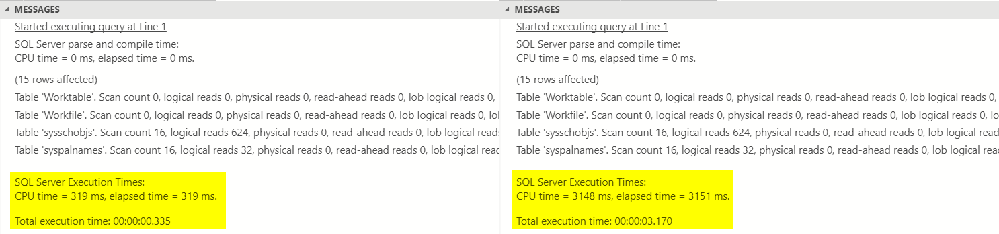 MESSAGES
Started executing query at Line 1
SQL Server parse and compile time:
CPU time = 0 ms, elapsed time = 0 ms.
(15 rows affected)
Table 'Worktable'. Scan count 0, logical reads 0, physical reads 0, read-ahead reads 0, lob logical reads 0,
Table 'Workfile'. Scan count 0, logical reads 0, physical reads 0, read-ahead reads 0, lob logical reads 0, lol
Table 'sysschobjs'. Scan count 16, logical reads 624, physical reads 0, read-ahead reads 0, lob logical read
Table 'syspalnames'. Scan count 16, logical reads 32, physical reads 0, read-ahead reads 0, lob logical reac
SQL Server Execution Times:
CPU time = 319 ms, elapsed time = 319 ms.
Total execution time: 00:00:00.335
MESSAGES
Started executing query at Line 1
SQL Server parse and compile time:
CPU time = 0 ms, elapsed time = 0 ms.
(15 rows affected)
Table 'Worktable'. Scan count 0, logical reads 0, physical reads 0, read-ahead reads 0, lob logical reads 0,
Table 'Workfile'. Scan count 0, logical reads 0, physical reads 0, read-ahead reads 0, lob logical reads 0, lo
Table 'sysschobjs'. Scan count 16, logical reads 624, physical reads 0, read-ahead reads 0, lob logical read
Table 'syspalnames'. Scan count 16, logical reads 32, physical reads 0, read-ahead reads 0, lob logical reac
SQL Server Execution Times:
CPU time = 3148 ms, elapsed time = 3151 ms.
Total execution time: 00:00:03.170